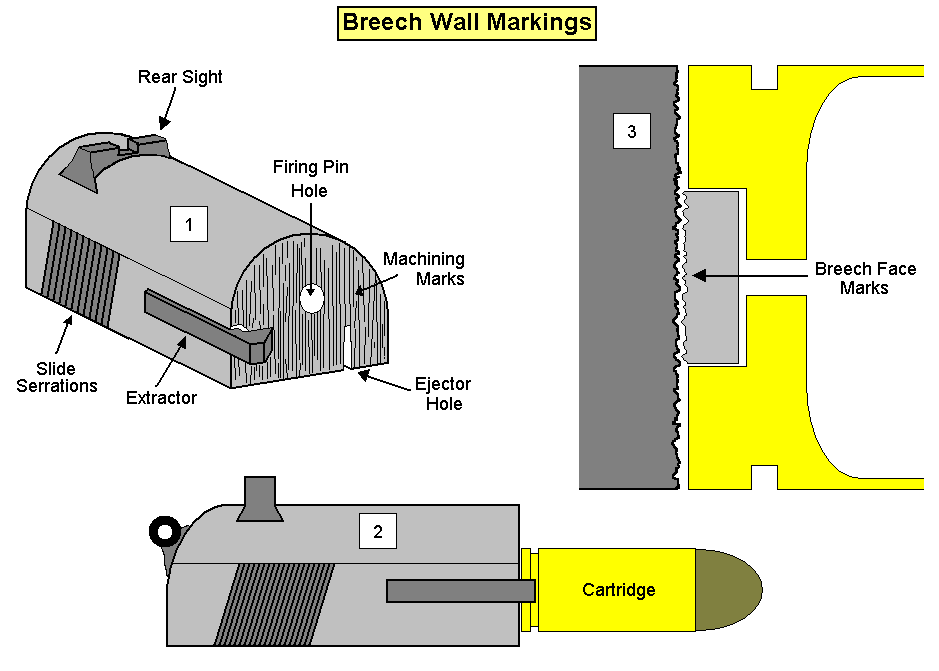 Breech Wall Markings
Rear Sight
1
Firing Pin
Hole
Machining
Marks
Slide
Serrations
Extractor
Ejector
Hole
3
Breech Face
Marks
2
Cartridge